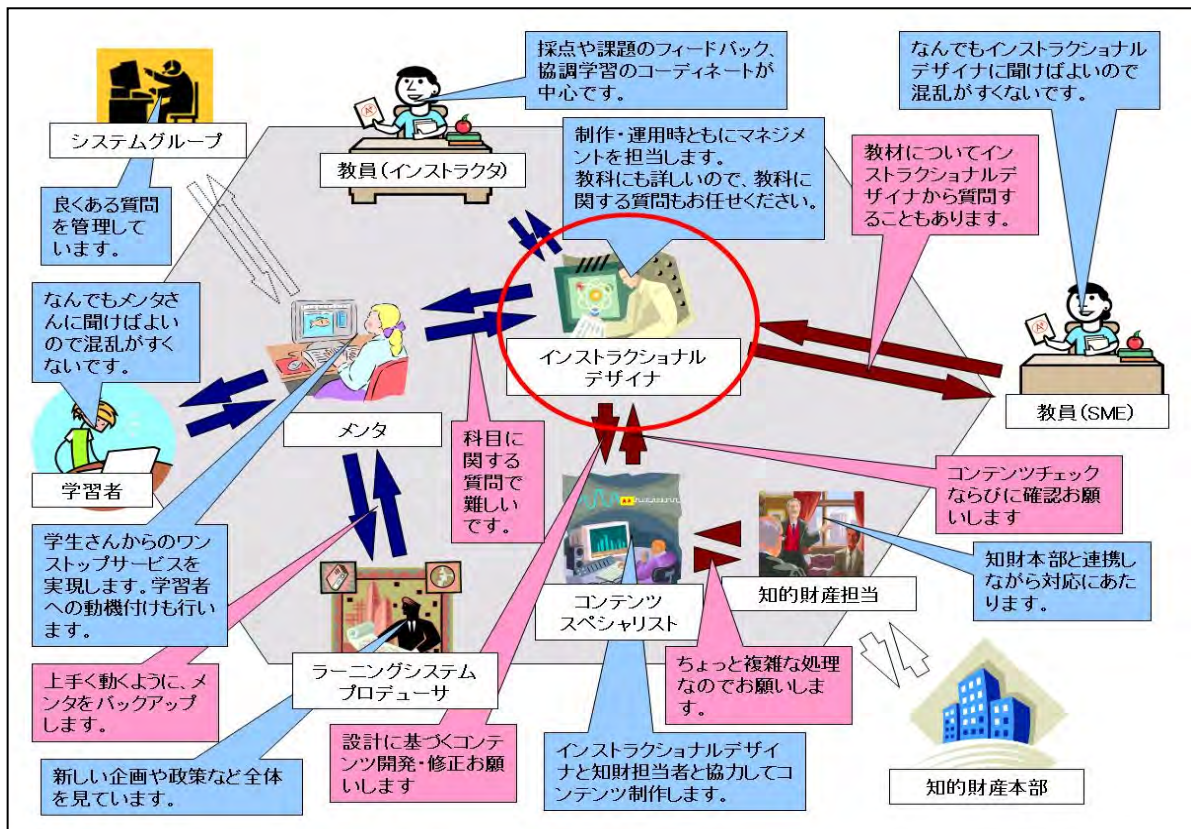 採点や課題のフィードバック、
協調学習のコーディネートが
中心です。
なんでもインストラクショナル
デザイナに聞けばよいので
混乱がすくないです。
システムグループ
教員(インストラクタ)
制作・運用時ともにマネジメ
ントを担当します。
教科にも詳しいので、教科に
関する質問もお任せください。
教材についてイン
ストラクショナルデ
ザイナから質問す
ることもあります。
良くある質問
を管理して
います。
なんでもメンタさ
んに聞けばよい
ので混乱がすく
ないです。
インストラクショナル
デザイナ
教員(SME)
メンタ
学習者
科目に
関する
質問で
難しい
です。
コンテンツチェック
ならびに確認お願
いします
学生さんからのワン
ストップサービスを
実現します。学習者
への動機付けも行い
ます。
知財本部と連携し
ながら対応にあた
ります。
知的財産担当
コンテンツ
スペシャリスト
上手く動くように、メ
ンタをバックアップ
します。
ラーニングシステム
プロデューサ
ちょっと複雑な処理
なのでお願いしま
す。
設計に基づくコンテ
ンツ開発・修正お願
いします
新しい企画や政策など全体
を見ています。
インストラクショナルデザイ
ナと知財担当者と協力してコ
ンテンツ制作します。
知的財産本部